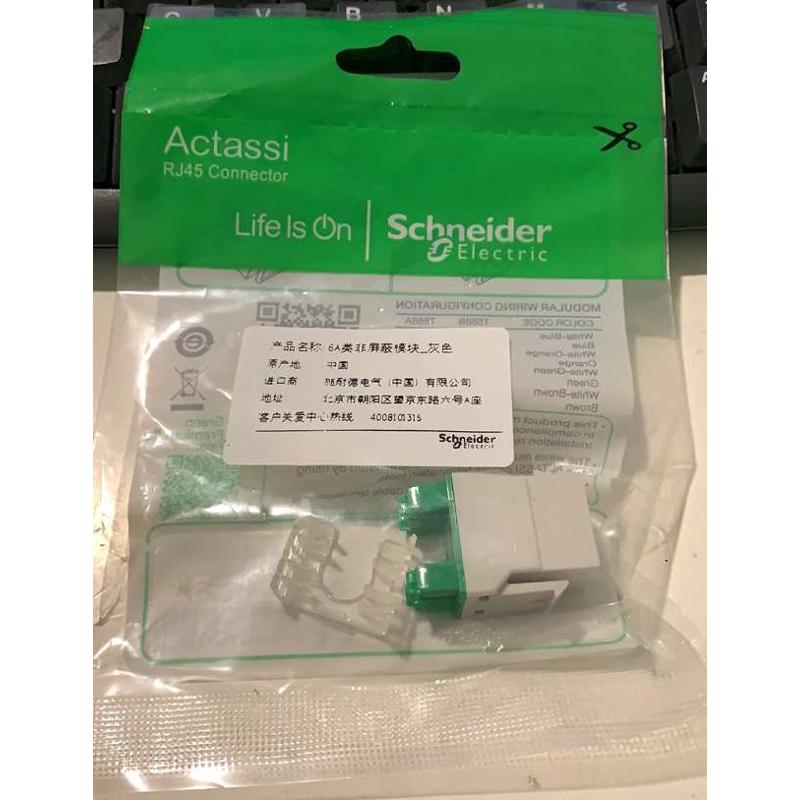 C V B N M <
Actassi
RJ45 Connector
Life Is On | Schneider Electric
MODULAR WIRING CONFIGURATION
COLOR CODE T568B T568A
White-Blue
Blue
White-Orange
Orange
White-Green
Green
White-Brown
Brown
产品名称 6A类非屏蔽模块_灰色
原产地 中国
进口商 施耐德电气（中国）有限公司
地址 北京市朝阳区望京东路六号A座
客户关爱中心热线 4008101315
Schneider Electric
Green
Premium